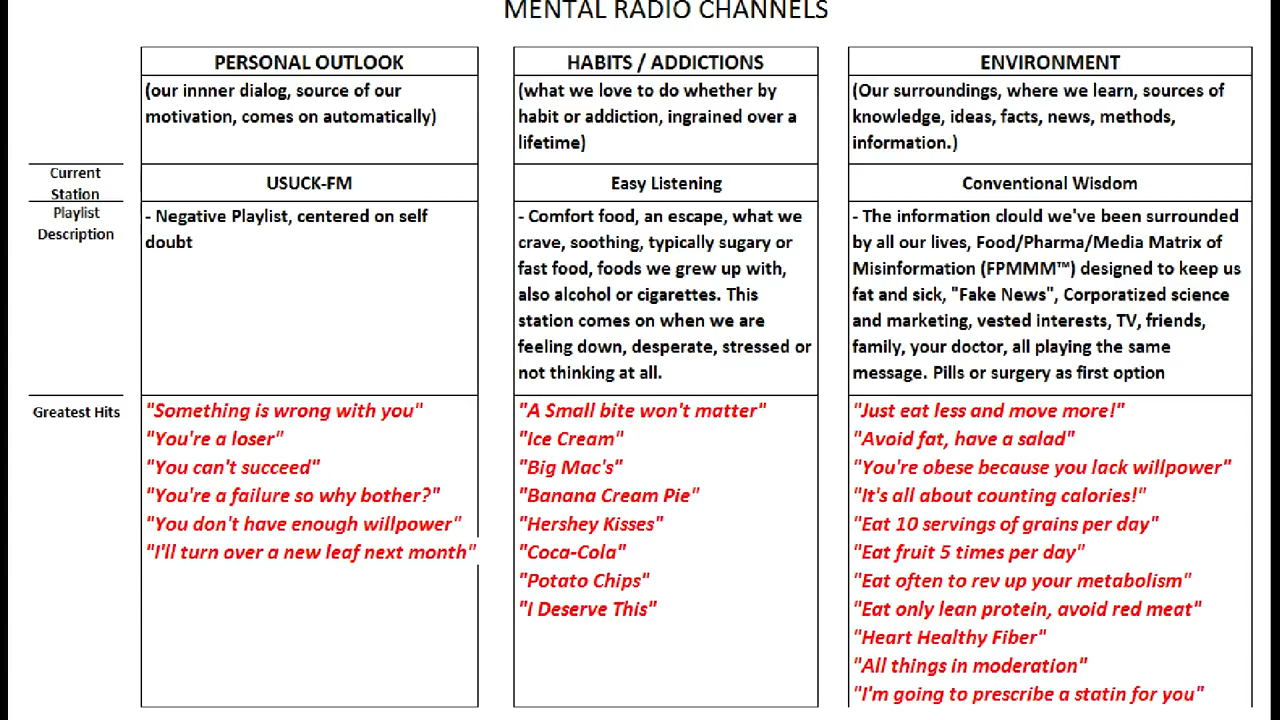 MENTAL RADIO CHANNELS
PERSONAL OUTLOOK
HABITS / ADDICTIONS
ENVIRONMENT
(our innner dialog, source of our
motivation, comes on automatically)
(what we love to do whether by
habit or addiction, ingrained over a
lifetime)
(Our surroundings, where we learn, sources of
knowledge, ideas, facts, news, methods,
information.)
Current
Station
USUCK-FM
Easy Listening
Conventional Wisdom
Playlist
Description
- Negative Playlist, centered on self
doubt
- Comfort food, an escape, what we
crave, soothing, typically sugary or
fast food, foods we grew up with,
also alcohol or cigarettes. This
station comes on when we are
feeling down, desperate, stressed or
not thinking at all.
- The information clould we've been surrounded
by all our lives, Food/Pharma/Media Matrix of
Misinformation (FPMMM™) designed to keep us
fat and sick, "Fake News", Corporatized science
and marketing, vested interests, TV, friends,
family, your doctor, all playing the same
message. Pills or surgery as first option
Greatest Hits
"Something is wrong with you"
"You're a loser"
"You can't succeed"
"You're a failure so why bother?"
"You don't have enough willpower"
"I'll turn over a new leaf next month"
"A Small bite won't matter"
"Ice Cream"
"Big Mac's"
"Banana Cream Pie"
"Hershey Kisses"
"Coca-Cola"
"Potato Chips"
"I Deserve This"
"Just eat less and move more!"
"Avoid fat, have a salad"
"You're obese because you lack willpower"
"It's all about counting calories!"
"Eat 10 servings of grains per day"
"Eat fruit 5 times per day"
"Eat often to rev up your metabolism"
"Eat only lean protein, avoid red meat"
"Heart Healthy Fiber"
"All things in moderation"
"I'm going to prescribe a statin for you"